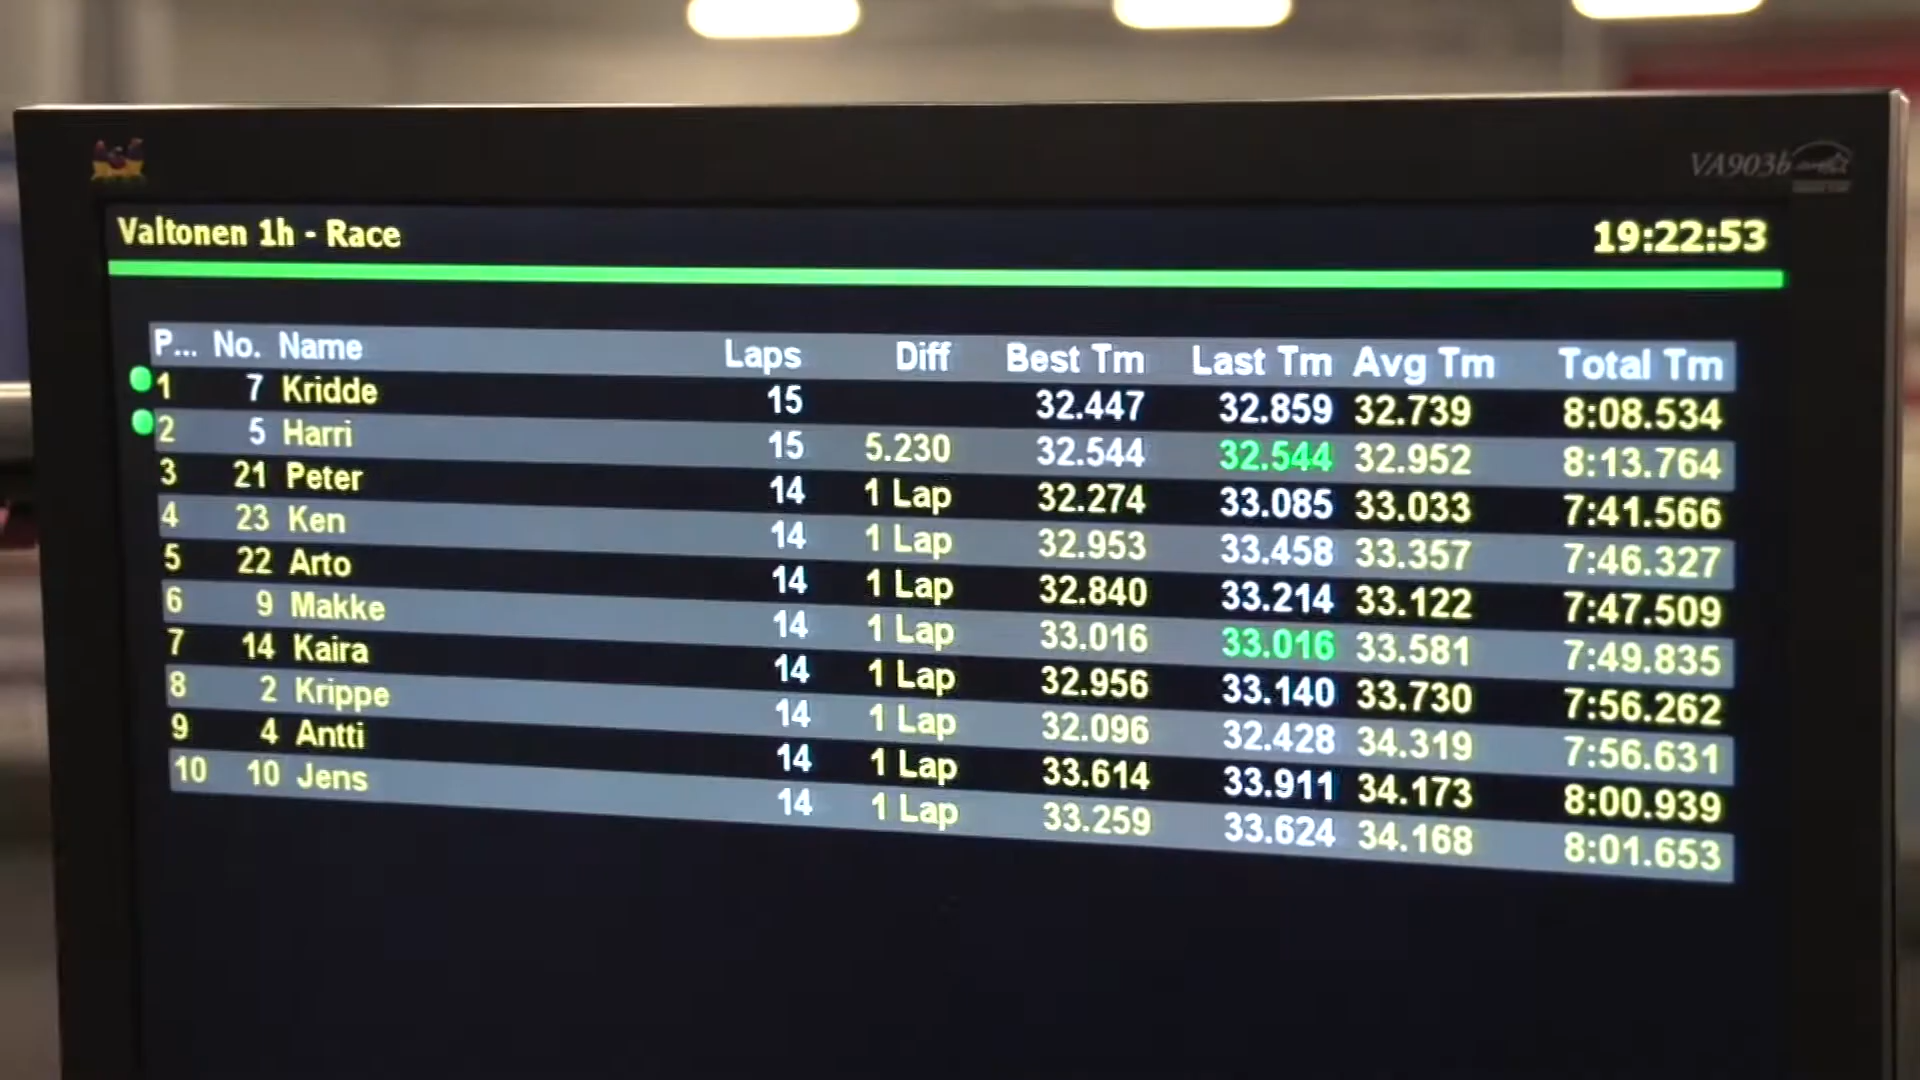 VA903b
Valtonen 1h - Race 19:22:53
P... No. Name Laps Diff Best Tm Last Tm Avg Tm Total Tm
1 7 Kridde 15 32.447 32.859 32.739 8:08.534
2 5 Harri 15 5.230 32.544 32.544 32.952 8:13.764
3 21 Peter 14 1 Lap 32.274 33.085 33.033 7:41.566
4 23 Ken 14 1 Lap 32.953 33.458 33.357 7:46.327
5 22 Arto 14 1 Lap 32.840 33.214 33.122 7:47.509
6 9 Makke 14 1 Lap 33.016 33.016 33.581 7:49.835
7 14 Kaira 14 1 Lap 32.956 33.140 33.730 7:56.262
8 2 Krippe 14 1 Lap 32.096 32.428 34.319 7:56.631
9 4 Antti 14 1 Lap 33.614 33.911 34.173 8:00.939
10 10 Jens 14 1 Lap 33.259 33.624 34.168 8:01.653